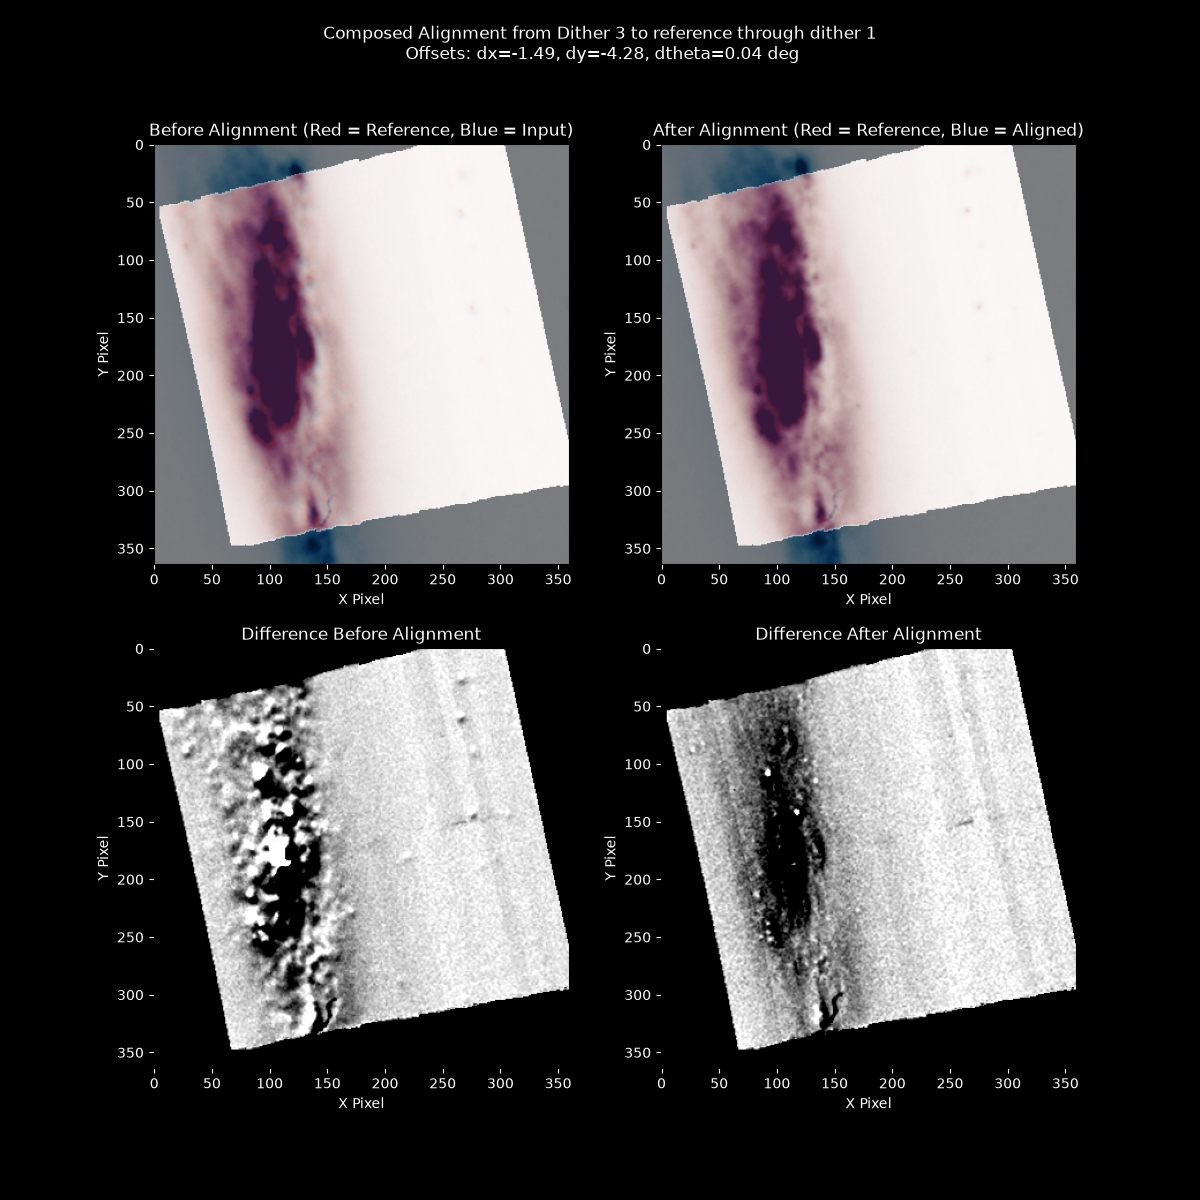 Composed Alignment from Dither 3 to reference through dither 1
Offsets: dx=-1.49, dy=-4.28, dtheta=0.04 deg
Before Alignment (Red = Reference, Blue = Input)
0
50
100
150
200
250
300
350
Y Pixel
0 50 100 150 200 250 300 350
X Pixel
After Alignment (Red = Reference, Blue = Aligned)
0
50
100
150
200
250
300
350
Y Pixel
0 50 100 150 200 250 300 350
X Pixel
Difference Before Alignment
0
50
100
150
200
250
300
350
Y Pixel
0 50 100 150 200 250 300 350
X Pixel
Difference After Alignment
0
50
100
150
200
250
300
350
Y Pixel
0 50 100 150 200 250 300 350
X Pixel